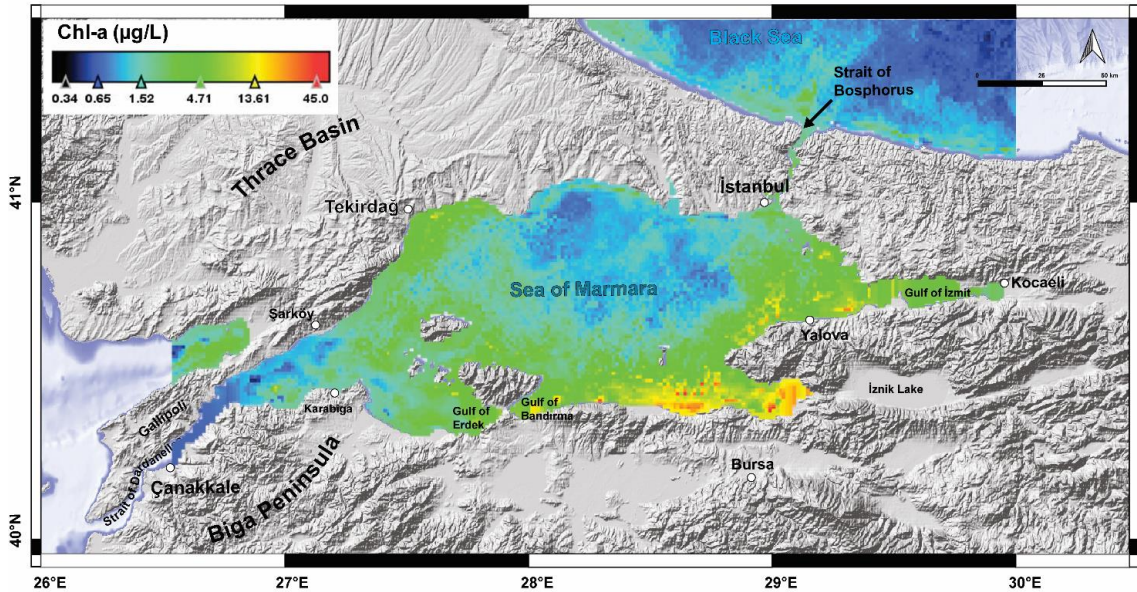 Chl-a (µg/L)
0.34 0.65 1.52 4.71 13.61 45.0
Black Sea
0 25 50 km
Strait of
Bosphorus
Thrace Basin
41°N
Tekirdağ
İstanbul
Sea of Marmara
Gulf of İzmit
Kocaeli
Şarköy
Yalova
İznik Lake
Karabiga
Gallipoli
Gulf of
Erdek
Gulf of
Bandırma
Strait of Dardanell
Çanakkale
Biga Peninsula
Bursa
40°N
26°E 27°E 28°E 29°E 30°E